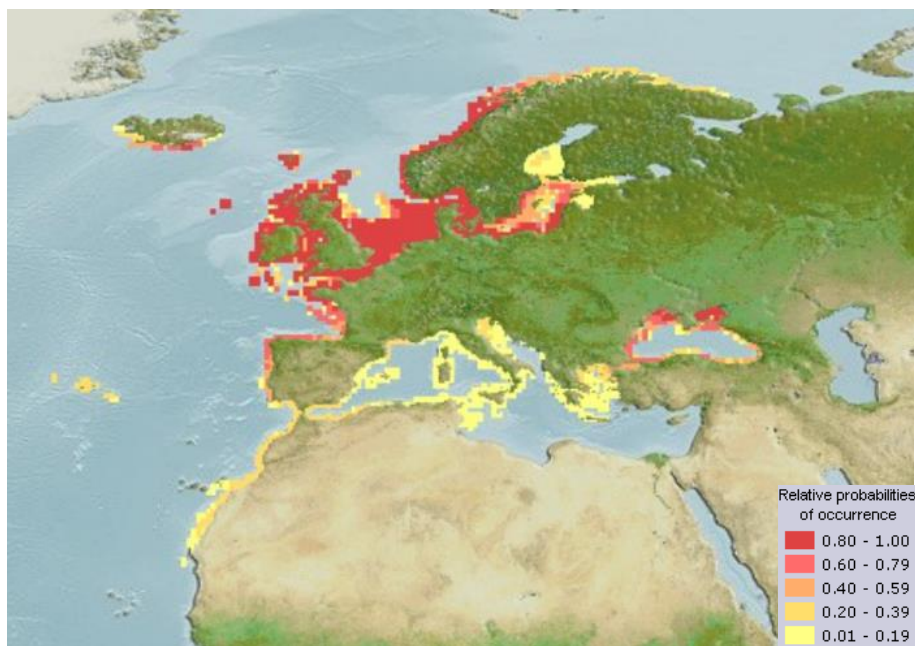 Relative probabilities
of occurrence
0.80 - 1.00
0.60 - 0.79
0.40 - 0.59
0.20 - 0.39
0.01 - 0.19